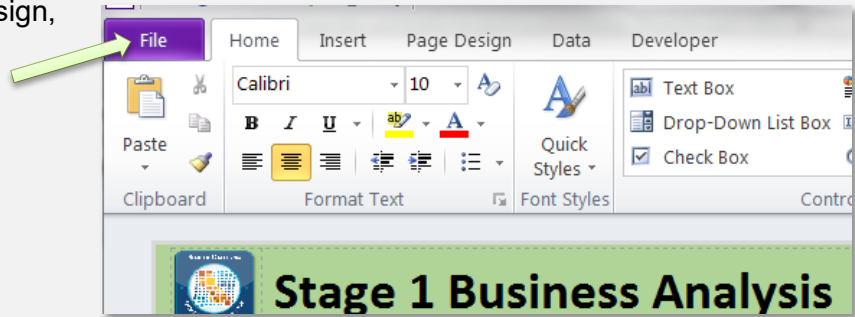 sign,
File Home Insert Page Design Data Developer
Calibri 10
Text Box
B I U ab A
Drop-Down List Box
Paste
Quick
Styles
Check Box
Clipboard Format Text Font Styles
Stage 1 Business Analysis